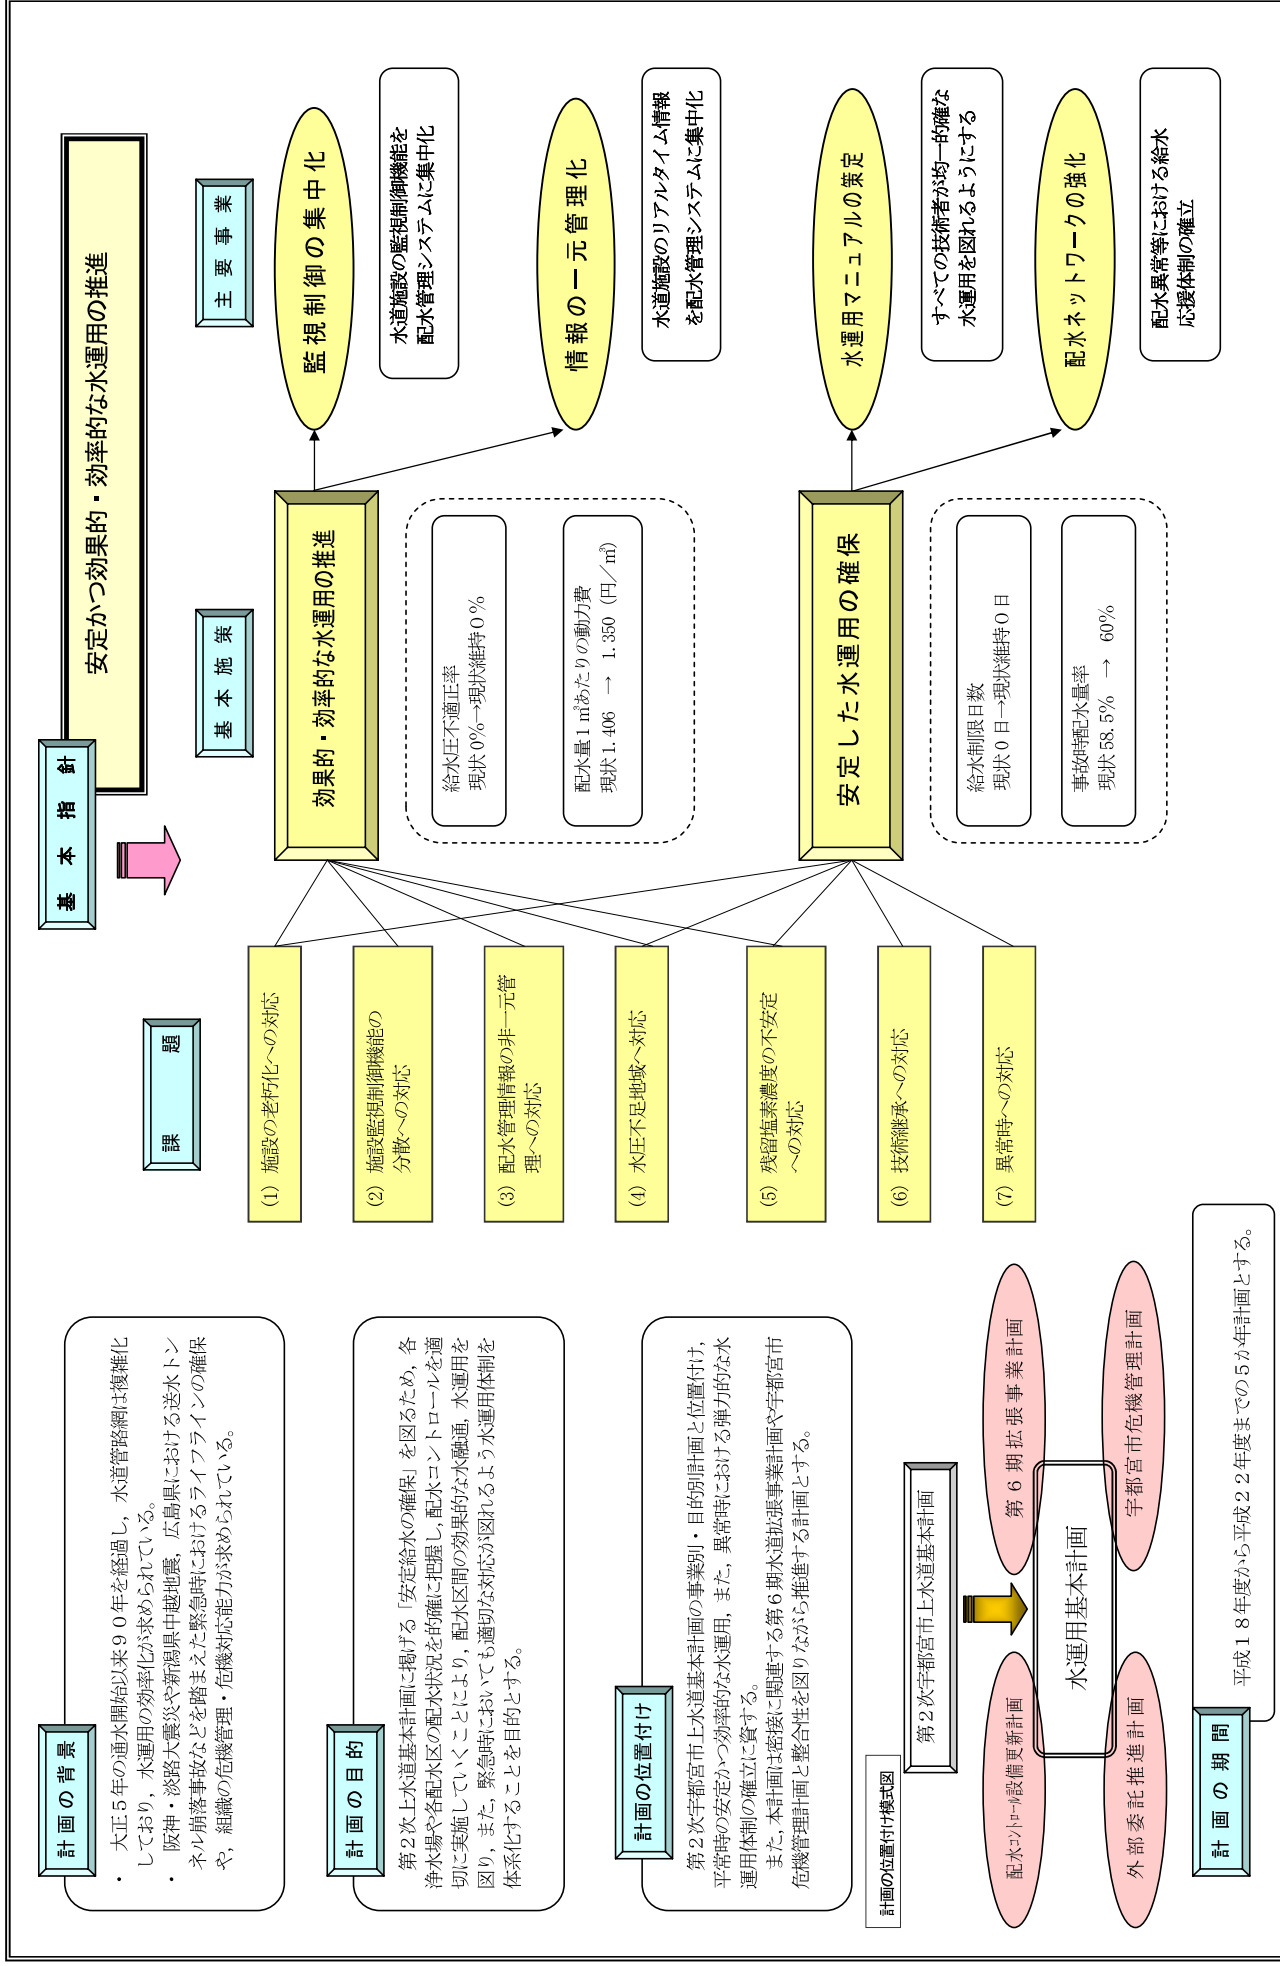 計画の背景
・　大正５年の通水開始以来９０年を経過し，水道管路網は複雑化
しており，水運用の効率化が求められている。
・　阪神・淡路大震災や新潟県中越地震，広島県における送水トン
ネル崩落事故などを踏まえた緊急時におけるライフラインの確保
や，組織の危機管理・危機対応能力が求められている。
計画の目的
第２次上水道基本計画に掲げる「安定給水の確保」を図るため，各
浄水場や各配水区の配水状況を的確に把握し,配水コントロールを適
切に実施していくことにより，配水区間の効果的な水融通，水運用を
図り，また，緊急時においても適切な対応が図れるよう水運用体制を
体系化することを目的とする。
計画の位置付け
第２次宇都宮市上水道基本計画の事業別・目的別計画と位置付け，
平常時の安定かつ効率的な水運用，また，異常時における弾力的な水
運用体制の確立に資する。
また，本計画は密接に関連する第６期水道拡張事業計画や宇都宮市
危機管理計画と整合性を図りながら推進する計画とする。
計画の位置付け模式図
第２次宇都宮市上水道基本計画
配水コントロール設備更新計画
第６期拡張事業計画
水運用基本計画
外部委託推進計画
宇都宮市危機管理計画
計画の期間
平成１８年度から平成２２年度までの５か年計画とする。
基本指針
安定かつ効果的・効率的な水運用の推進
課題
(1) 施設の老朽化への対応
(2) 施設監視制御機能の
分散への対応
(3) 配水管理情報の非一元管
理への対応
(4) 水圧不足地域へ対応
(5) 残留塩素濃度の不安定
への対応
(6) 技術継承への対応
(7) 異常時への対応
基本施策
効果的・効率的な水運用の推進
給水圧不適正率
現状 0%→現状維持０％
配水量１㎥あたりの動力費
現状 1.406 → 1.350（円／㎥）
安定した水運用の確保
給水制限日数
現状 0 日→現状維持０日
事故時配水量率
現状 58.5% → 60%
主要事業
監視制御の集中化
水道施設の監視制御機能を
配水管理システムに集中化
情報の一元管理化
水道施設のリアルタイム情報
を配水管理システムに集中化
水運用マニュアルの策定
すべての技術者が均一的確な
水運用を図れるようにする
配水ネットワークの強化
配水異常等における給水
応援体制の確立